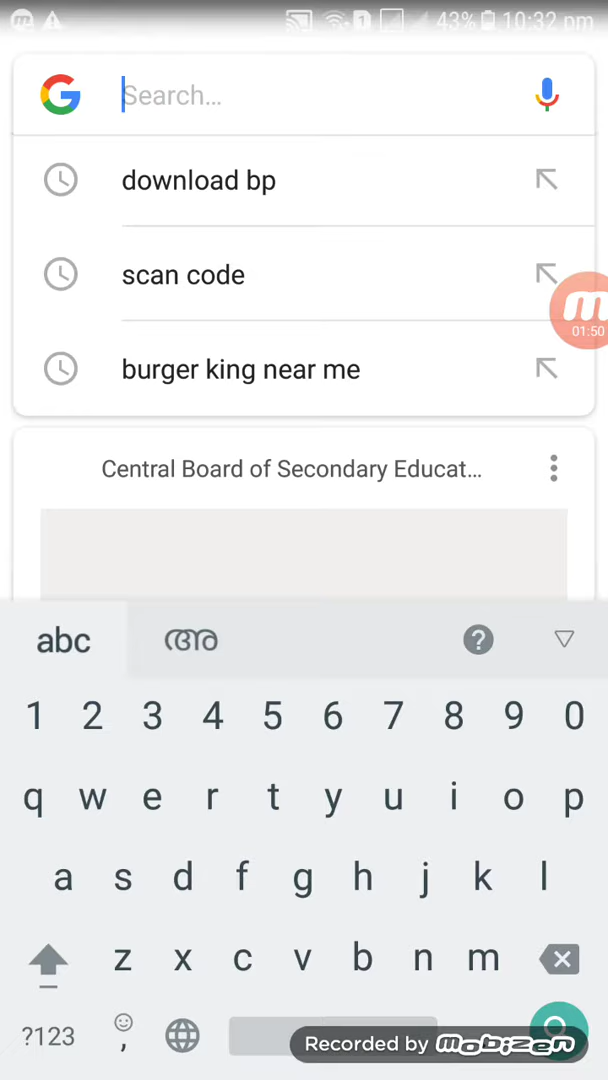 1 43% 10:32 pm
Search...
download bp
scan code
01:50
burger king near me
Central Board of Secondary Educat...
abc അ
1 2 3 4 5 6 7 8 9 0
q w e r t y u i o p
a s d f g h j k l
z x c v b n m
?123 ,
Recorded by mobizen